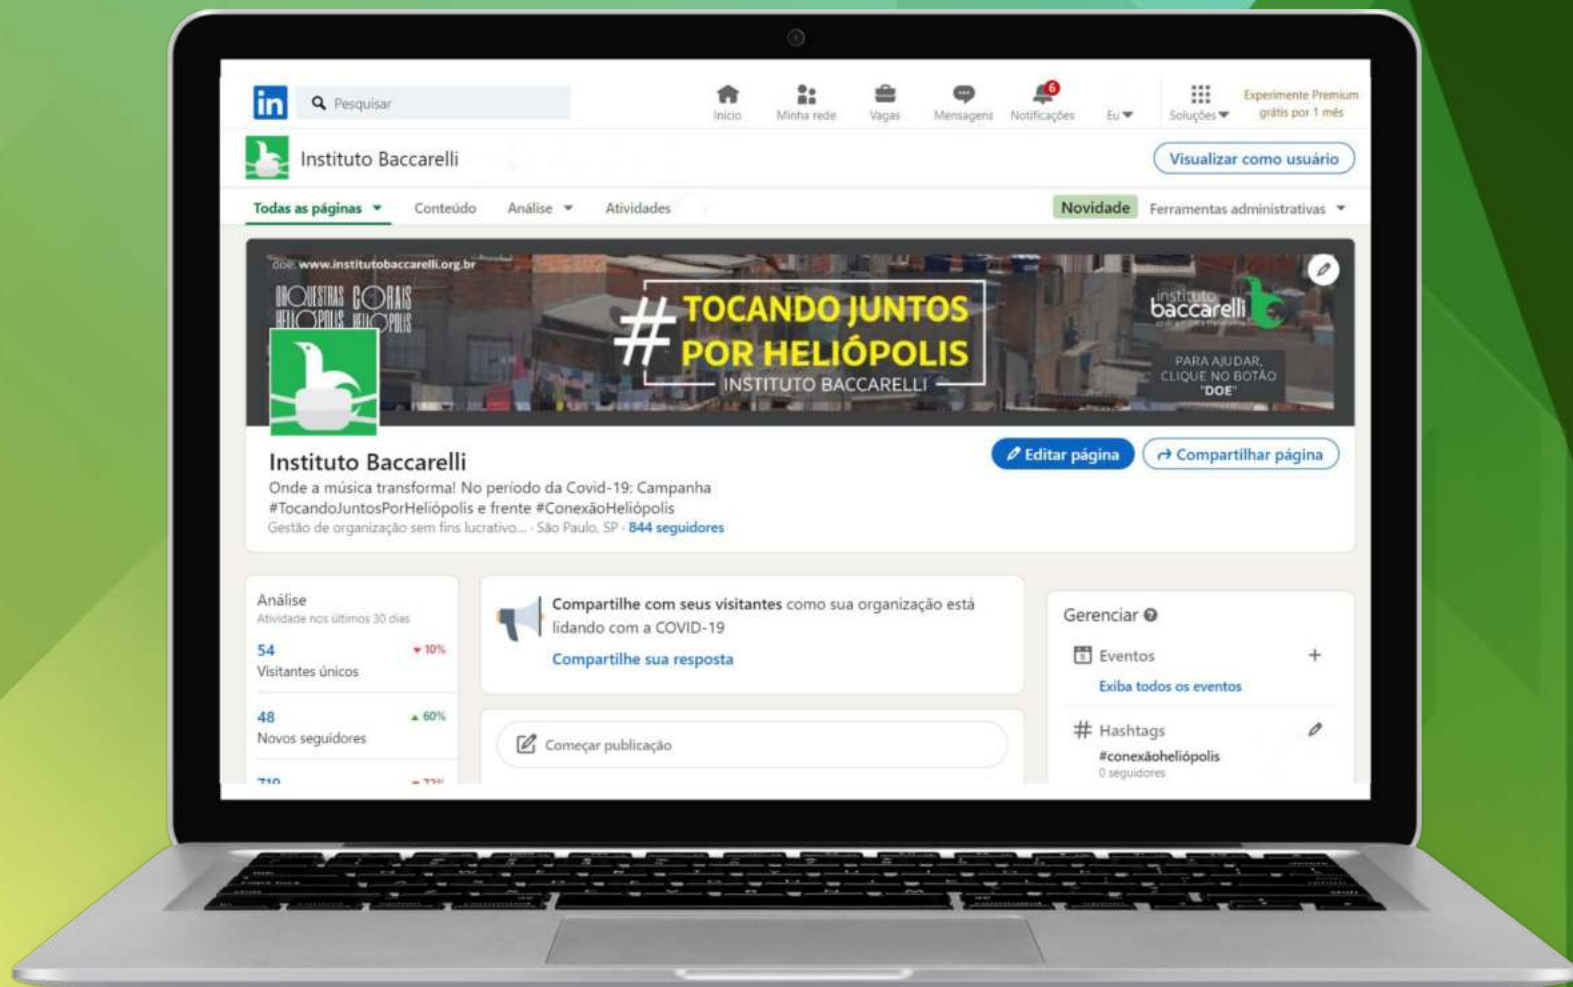 in
Pesquisar
Início
Minha rede
Vagas
Mensagens
6
Notificações
Eu
Soluções
Experimente Premium
grátis por 1 mês
Instituto Baccarelli
Visualizar como usuário
Todas as páginas
Conteúdo
Análise
Atividades
Novidade
Ferramentas administrativas
doe: www.institutobaccarelli.org.br
ORQUESTRAS CORAIS
HELIÓPOLIS HELIÓPOLIS
# TOCANDO JUNTOS
POR HELIÓPOLIS
INSTITUTO BACCARELLI
instituto
baccarelli
PARA AJUDAR,
CLIQUE NO BOTÃO
"DOE"
Instituto Baccarelli
Onde a música transforma! No período da Covid-19: Campanha
#TocandoJuntosPorHeliópolis e frente #ConexãoHeliópolis
Gestão de organização sem fins lucrativo... · São Paulo, SP · 844 seguidores
Editar página
Compartilhar página
Análise
Atividade nos últimos 30 dias
54 10%
Visitantes únicos
48 60%
Novos seguidores
Compartilhe com seus visitantes como sua organização está
lidando com a COVID-19
Compartilhe sua resposta
Começar publicação
Gerenciar
Eventos
Exiba todos os eventos
# Hashtags
#conexãoheliópolis
0 seguidores